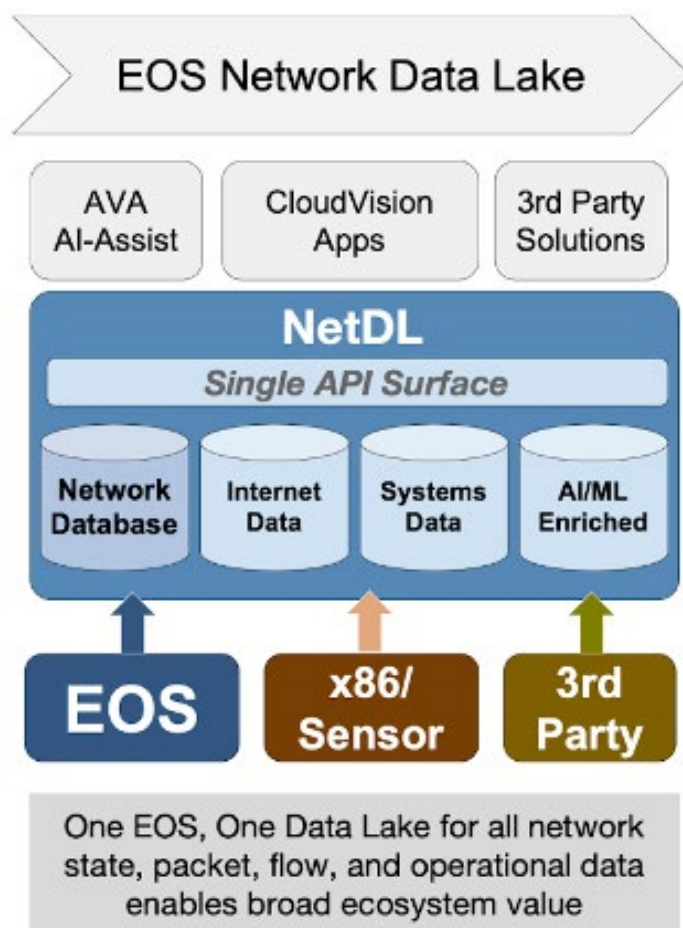 EOS Network Data Lake
AVA
AI-Assist
CloudVision
Apps
3rd Party
Solutions
NetDL
Single API Surface
Network
Database
Internet
Data
Systems
Data
AI/ML
Enriched
EOS
x86/
Sensor
3rd
Party
One EOS, One Data Lake for all network
state, packet, flow, and operational data
enables broad ecosystem value